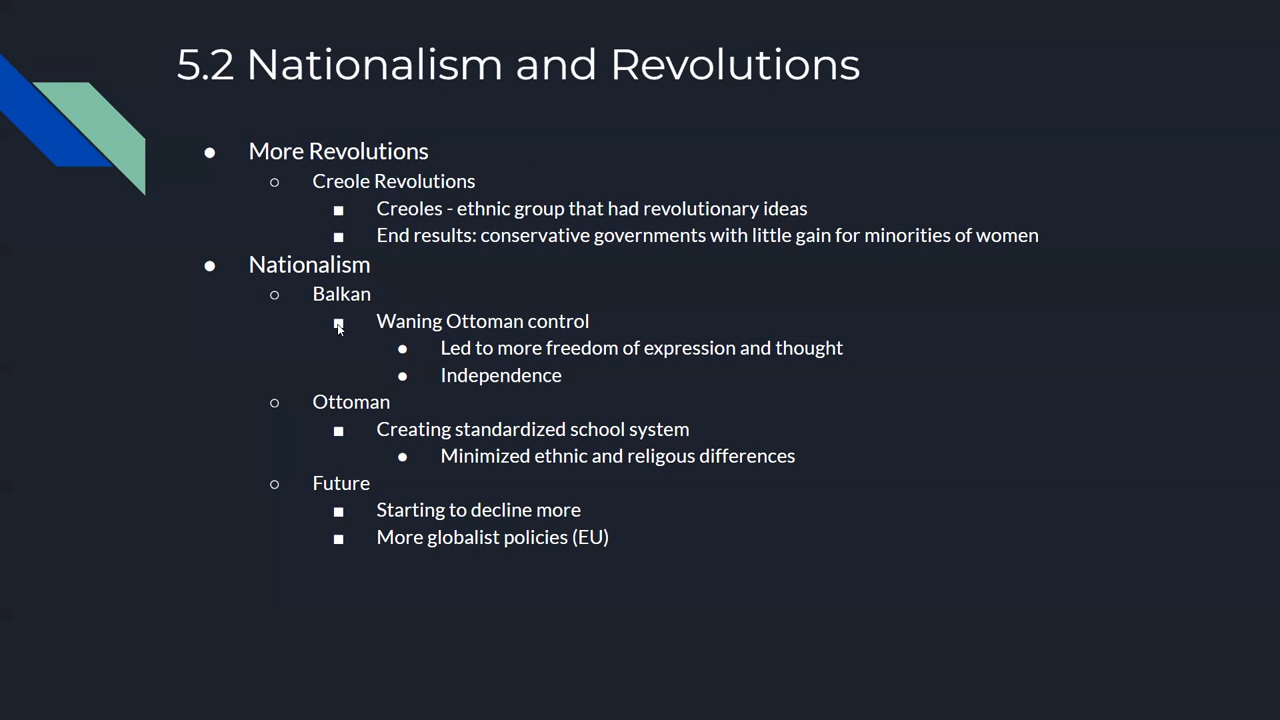 5.2 Nationalism and Revolutions
● More Revolutions
○ Creole Revolutions
■ Creoles - ethnic group that had revolutionary ideas
■ End results: conservative governments with little gain for minorities of women
● Nationalism
○ Balkan
■ Waning Ottoman control
● Led to more freedom of expression and thought
● Independence
○ Ottoman
■ Creating standardized school system
● Minimized ethnic and religous differences
○ Future
■ Starting to decline more
■ More globalist policies (EU)